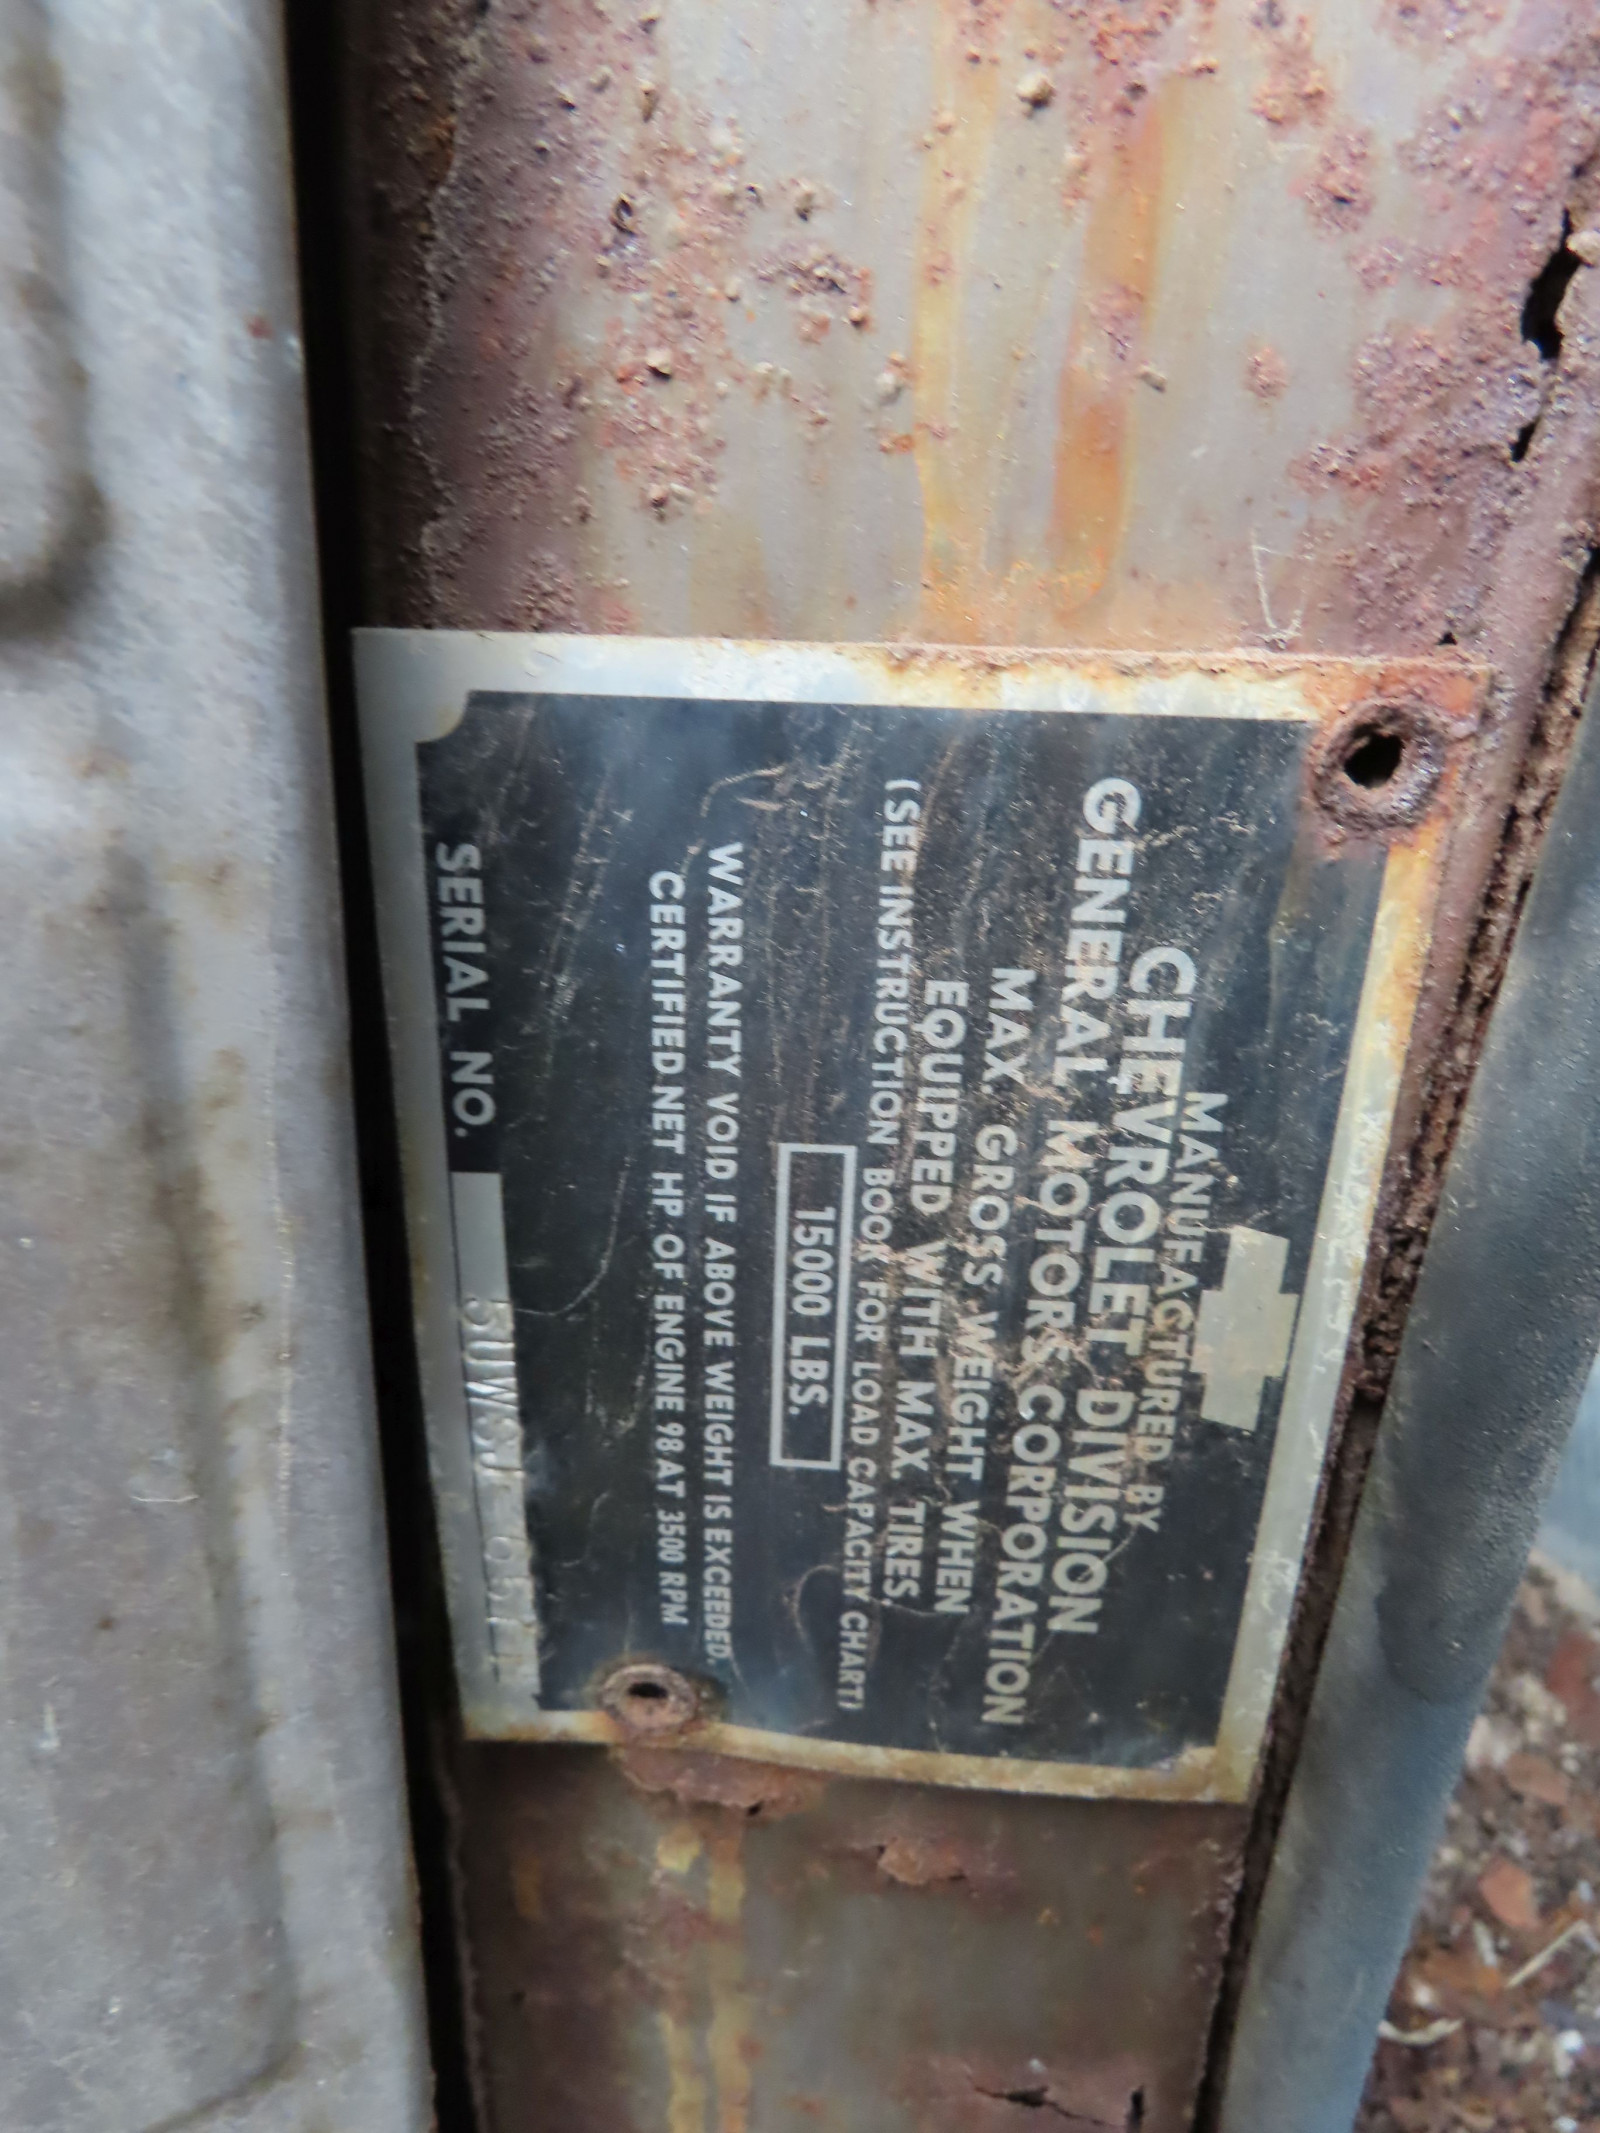 MANUFACTURED BY
CHEVROLET DIVISION
GENERAL MOTORS CORPORATION
MAX. GROSS WEIGHT WHEN
EQUIPPED WITH MAX. TIRES.
(SEE INSTRUCTION BOOK FOR LOAD CAPACITY CHART)
15000 LBS.
WARRANTY VOID IF ABOVE WEIGHT IS EXCEEDED.
CERTIFIED NET HP OF ENGINE 98 AT 3500 RPM
SERIAL NO.